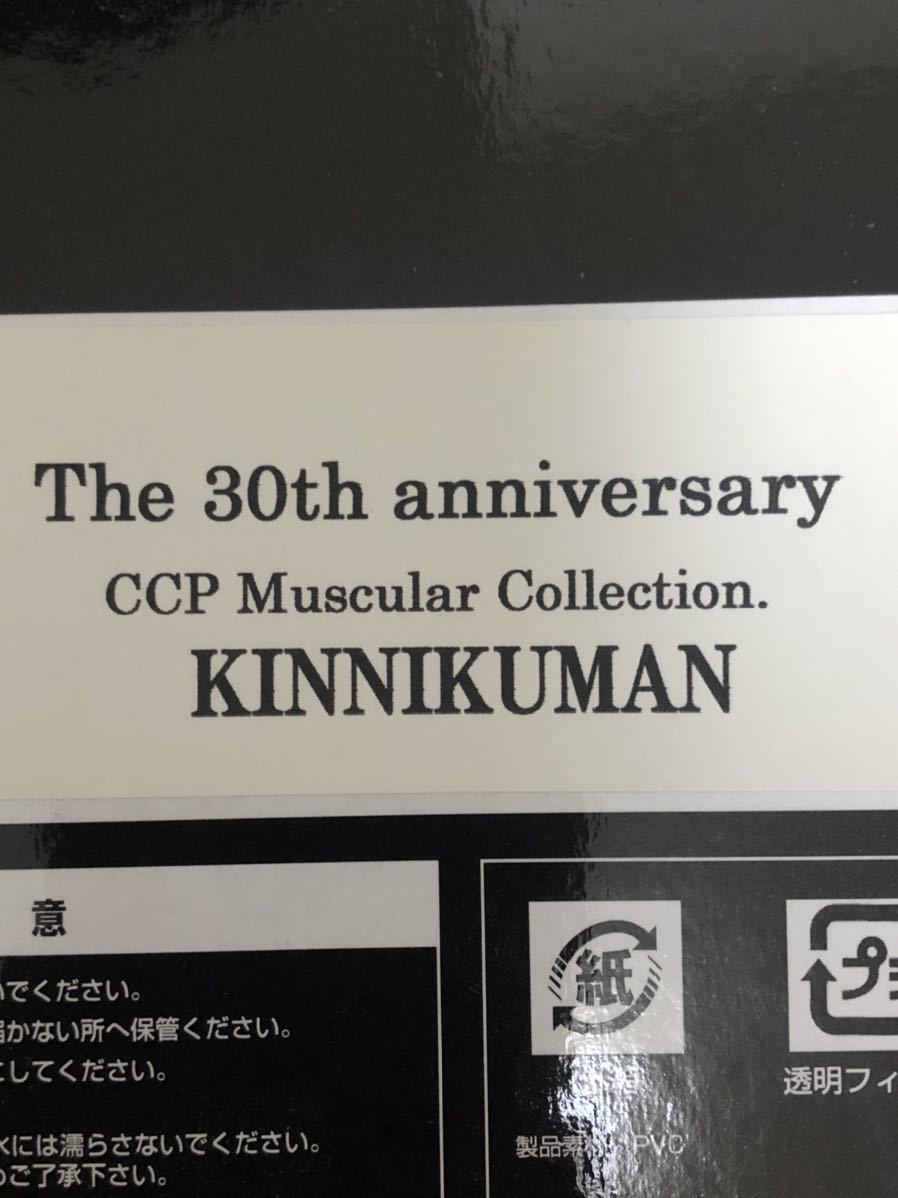 The 30th anniversary
CCP Muscular Collection.
KINNIKUMAN
意
でください。
かない所へ保管ください。
してください。
水には濡らさないでください。
ご了承下さい。
紙
プ
透明フィ
製品素 PVC